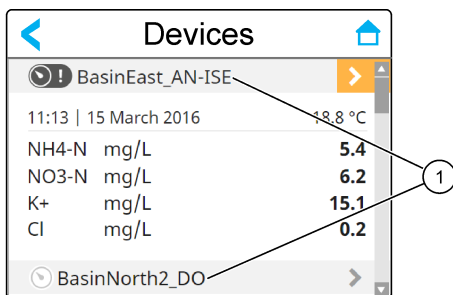 Devices
! BasinEast_AN-ISE
11:13 | 15 March 2016 18.8 °C
NH4-N mg/L 5.4
NO3-N mg/L 6.2
K+ mg/L 15.1
Cl mg/L 0.2
BasinNorth2_DO
1